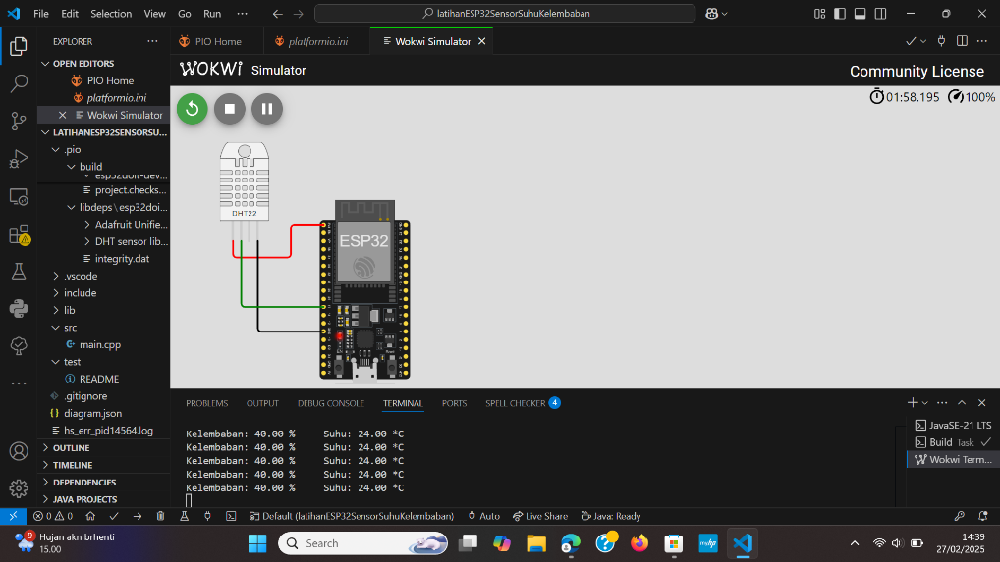 File Edit Selection View Go Run ··· latihanESP32SensorSuhuKelembaban
EXPLORER ···
PIO Home platformio.ini Wokwi Simulator
OPEN EDITORS
PIO Home
platformio.ini
Wokwi Simulator
LATIHANESP32SENSORSU...
.pio
build
esp32doit-dev...
project.checks...
libdeps \ esp32doi...
Adafruit Unifie...
DHT sensor lib...
integrity.dat
.vscode
include
lib
src
main.cpp
test
README
.gitignore
diagram.json
hs_err_pid14564.log
OUTLINE
TIMELINE
DEPENDENCIES
JAVA PROJECTS
WOKWI Simulator Community License
01:58.195 100%
DHT22
ESP32
PROBLEMS OUTPUT DEBUG CONSOLE TERMINAL PORTS SPELL CHECKER 4
Kelembaban: 40.00 % Suhu: 24.00 *C
Kelembaban: 40.00 % Suhu: 24.00 *C
Kelembaban: 40.00 % Suhu: 24.00 *C
Kelembaban: 40.00 % Suhu: 24.00 *C
Kelembaban: 40.00 % Suhu: 24.00 *C
JavaSE-21 LTS
Build Task
Wokwi Term...
0 0 Default (latihanESP32SensorSuhuKelembaban) Auto Live Share Java: Ready
9 Hujan akn brhenti
15.00
Search
myhp
14:39
27/02/2025